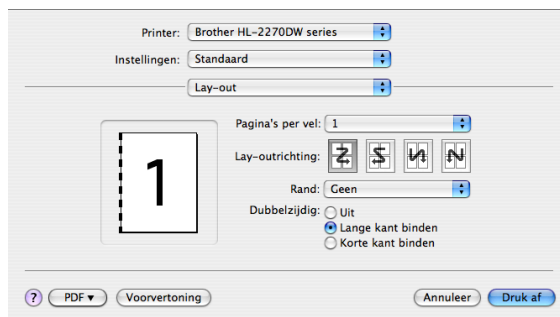 Printer: Brother HL-2270DW series
Instellingen: Standaard
Lay-out
Pagina's per vel: 1
Lay-outrichting:
1
Rand: Geen
Dubbelzijdig: Uit
Lange kant binden
Korte kant binden
? PDF▼ Voorvertoning Annuleer Druk af